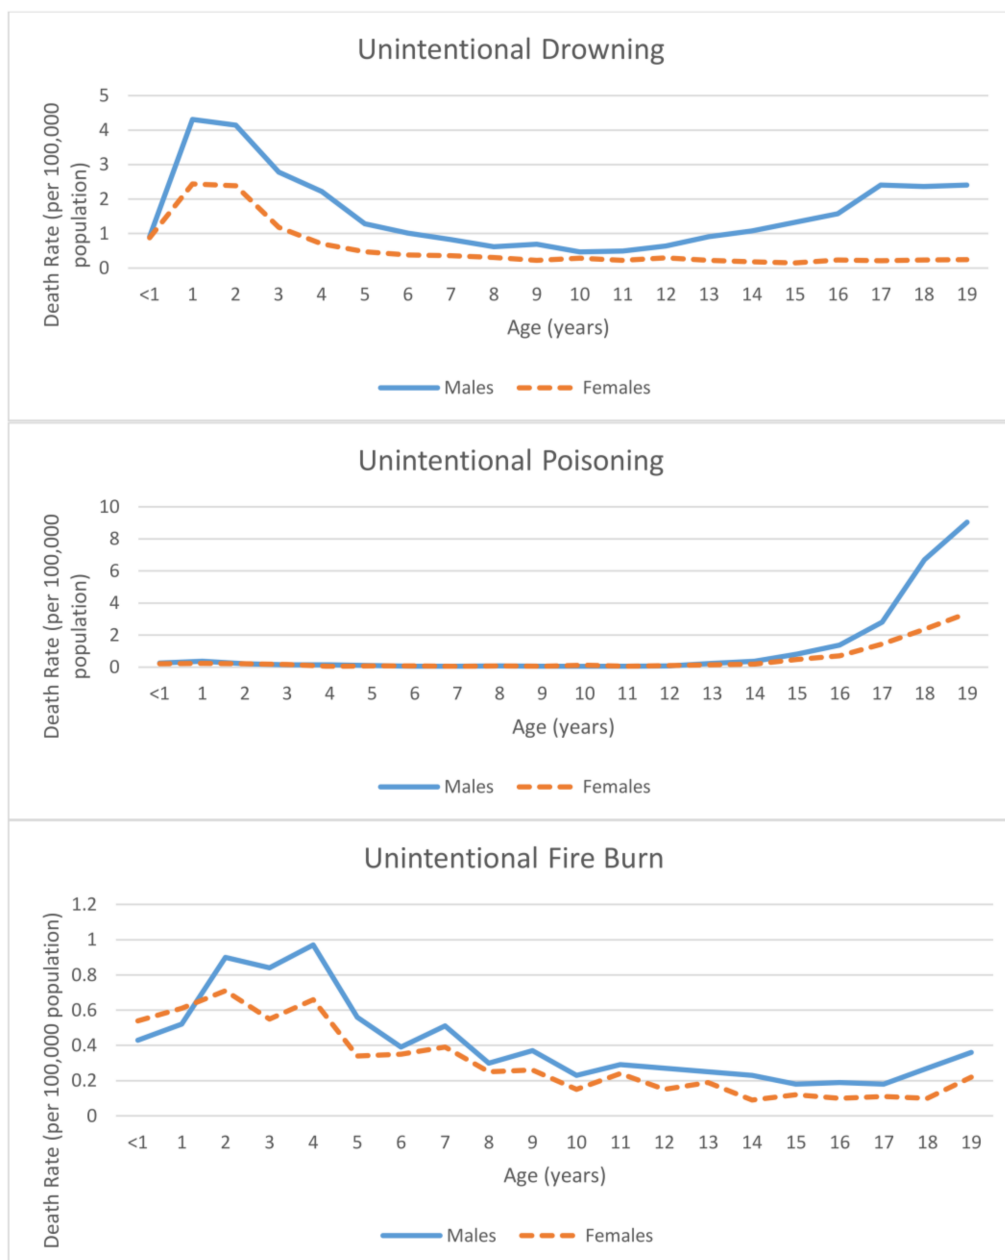 Unintentional Drowning
Death Rate (per 100,000
population)
5
4
3
2
1
0
<1 1 2 3 4 5 6 7 8 9 10 11 12 13 14 15 16 17 18 19
Age (years)
Males Females
Unintentional Poisoning
Death Rate (per 100,000
population)
10
8
6
4
2
0
<1 1 2 3 4 5 6 7 8 9 10 11 12 13 14 15 16 17 18 19
Age (years)
Males Females
Unintentional Fire Burn
Death Rate (per 100,000 population)
1.2
1
0.8
0.6
0.4
0.2
0
<1 1 2 3 4 5 6 7 8 9 10 11 12 13 14 15 16 17 18 19
Age (years)
Males Females